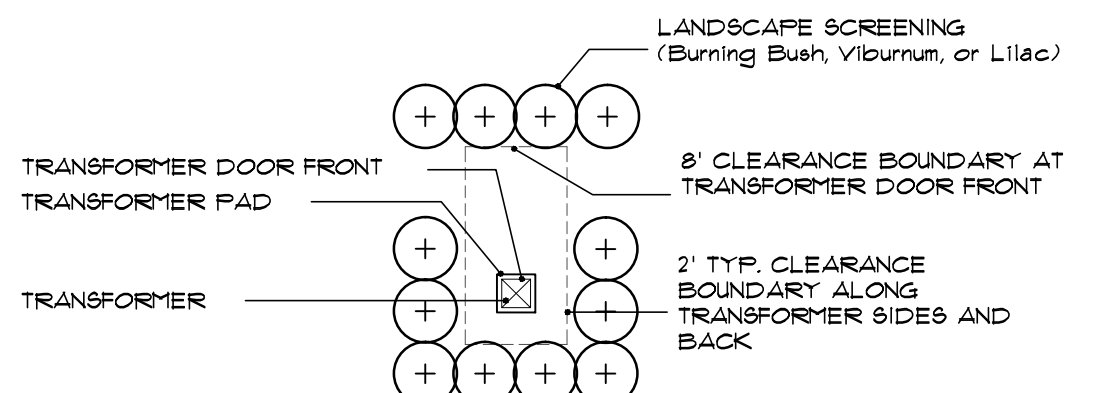 LANDSCAPE SCREENING
(Burning Bush, Viburnum, or Lilac)
TRANSFORMER DOOR FRONT
TRANSFORMER PAD
8' CLEARANCE BOUNDARY AT
TRANSFORMER DOOR FRONT
TRANSFORMER
2' TYP. CLEARANCE
BOUNDARY ALONG
TRANSFORMER SIDES AND
BACK